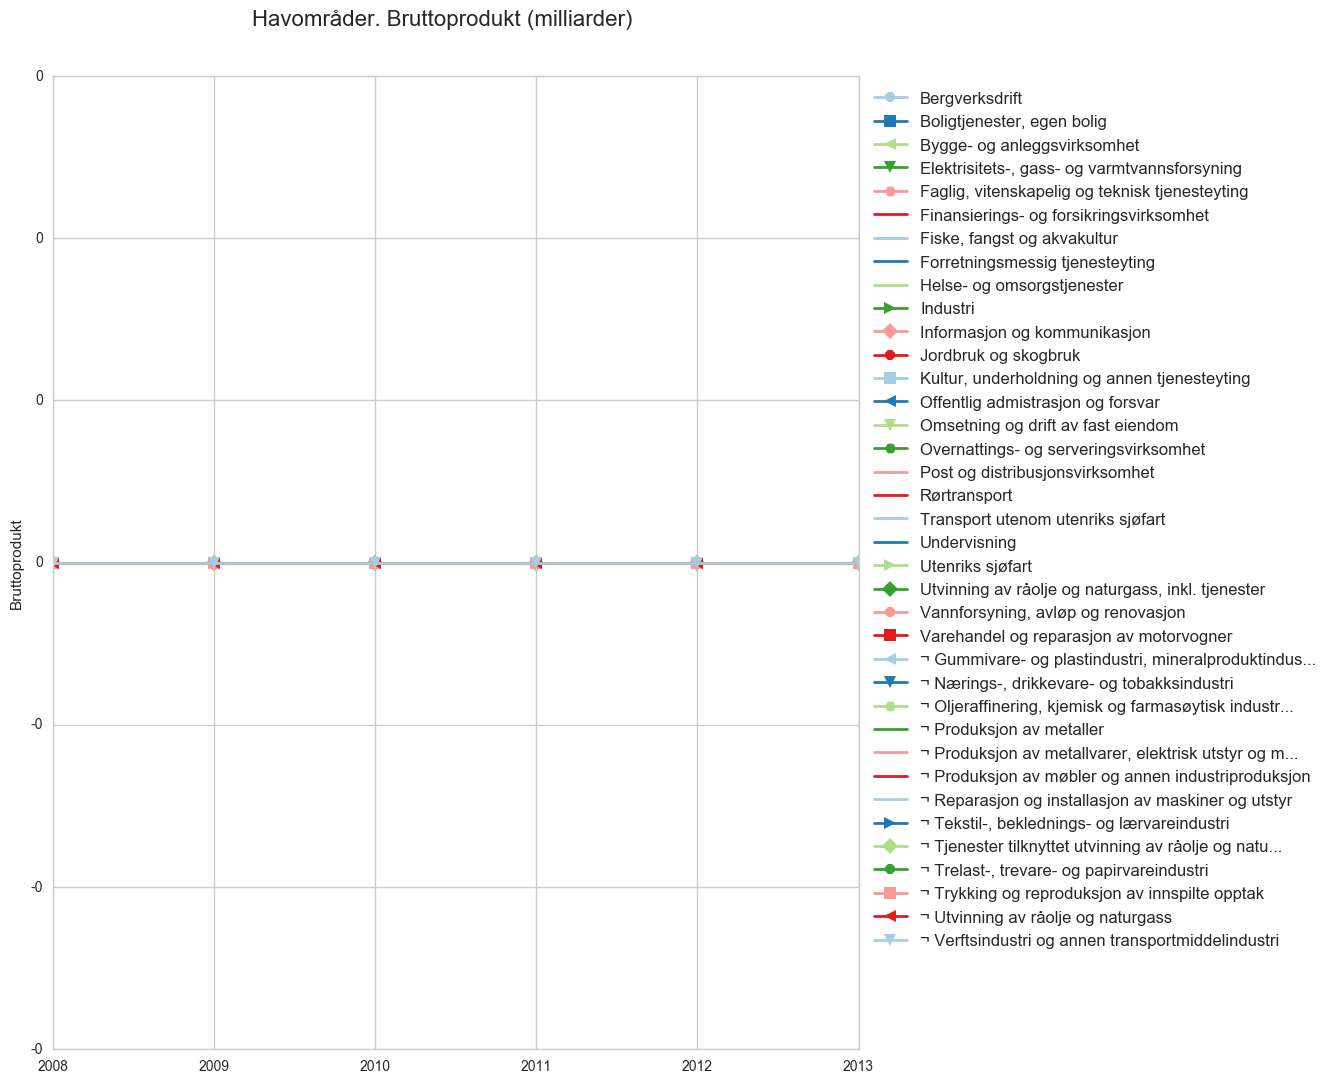 Havområder. Bruttoprodukt (milliarder)
0
0
0
0
-0
-0
-0
Bruttoprodukt
2008
2009
2010
2011
2012
2013
Bergverksdrift
Boligtjenester, egen bolig
Bygge- og anleggsvirksomhet
Elektrisitets-, gass- og varmtvannsforsyning
Faglig, vitenskapelig og teknisk tjenesteyting
Finansierings- og forsikringsvirksomhet
Fiske, fangst og akvakultur
Forretningsmessig tjenesteyting
Helse- og omsorgstjenester
Industri
Informasjon og kommunikasjon
Jordbruk og skogbruk
Kultur, underholdning og annen tjenesteyting
Offentlig admistrasjon og forsvar
Omsetning og drift av fast eiendom
Overnattings- og serveringsvirksomhet
Post og distribusjonsvirksomhet
Rørtransport
Transport utenom utenriks sjøfart
Undervisning
Utenriks sjøfart
Utvinning av råolje og naturgass, inkl. tjenester
Vannforsyning, avløp og renovasjon
Varehandel og reparasjon av motorvogner
¬ Gummivare- og plastindustri, mineralproduktindus...
¬ Nærings-, drikkevare- og tobakksindustri
¬ Oljeraffinering, kjemisk og farmasøytisk industr...
¬ Produksjon av metaller
¬ Produksjon av metallvarer, elektrisk utstyr og m...
¬ Produksjon av møbler og annen industriproduksjon
¬ Reparasjon og installasjon av maskiner og utstyr
¬ Tekstil-, beklednings- og lærvareindustri
¬ Tjenester tilknyttet utvinning av råolje og natu...
¬ Trelast-, trevare- og papirvareindustri
¬ Trykking og reproduksjon av innspilte opptak
¬ Utvinning av råolje og naturgass
¬ Verftsindustri og annen transportmiddelindustri